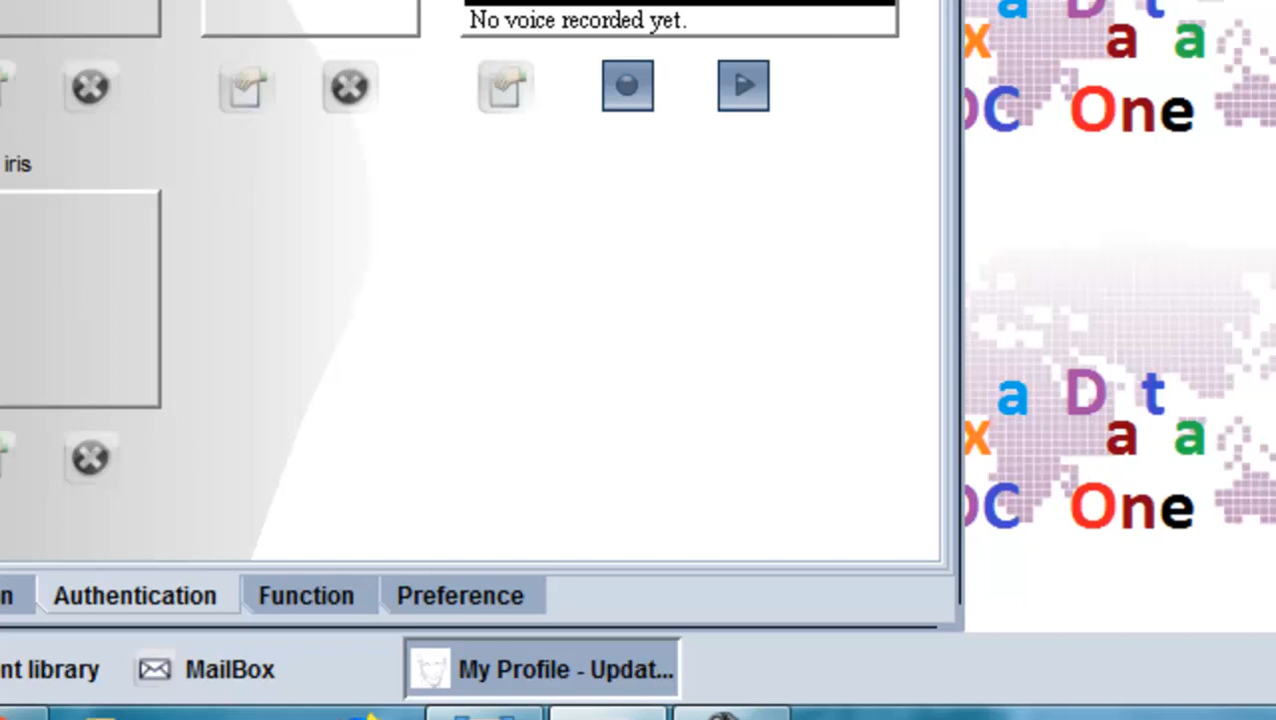 No voice recorded yet.
a D t
x a a
C One
iris
a D t
x a a
C One
n Authentication Function Preference
nt library MailBox My Profile - Updat...